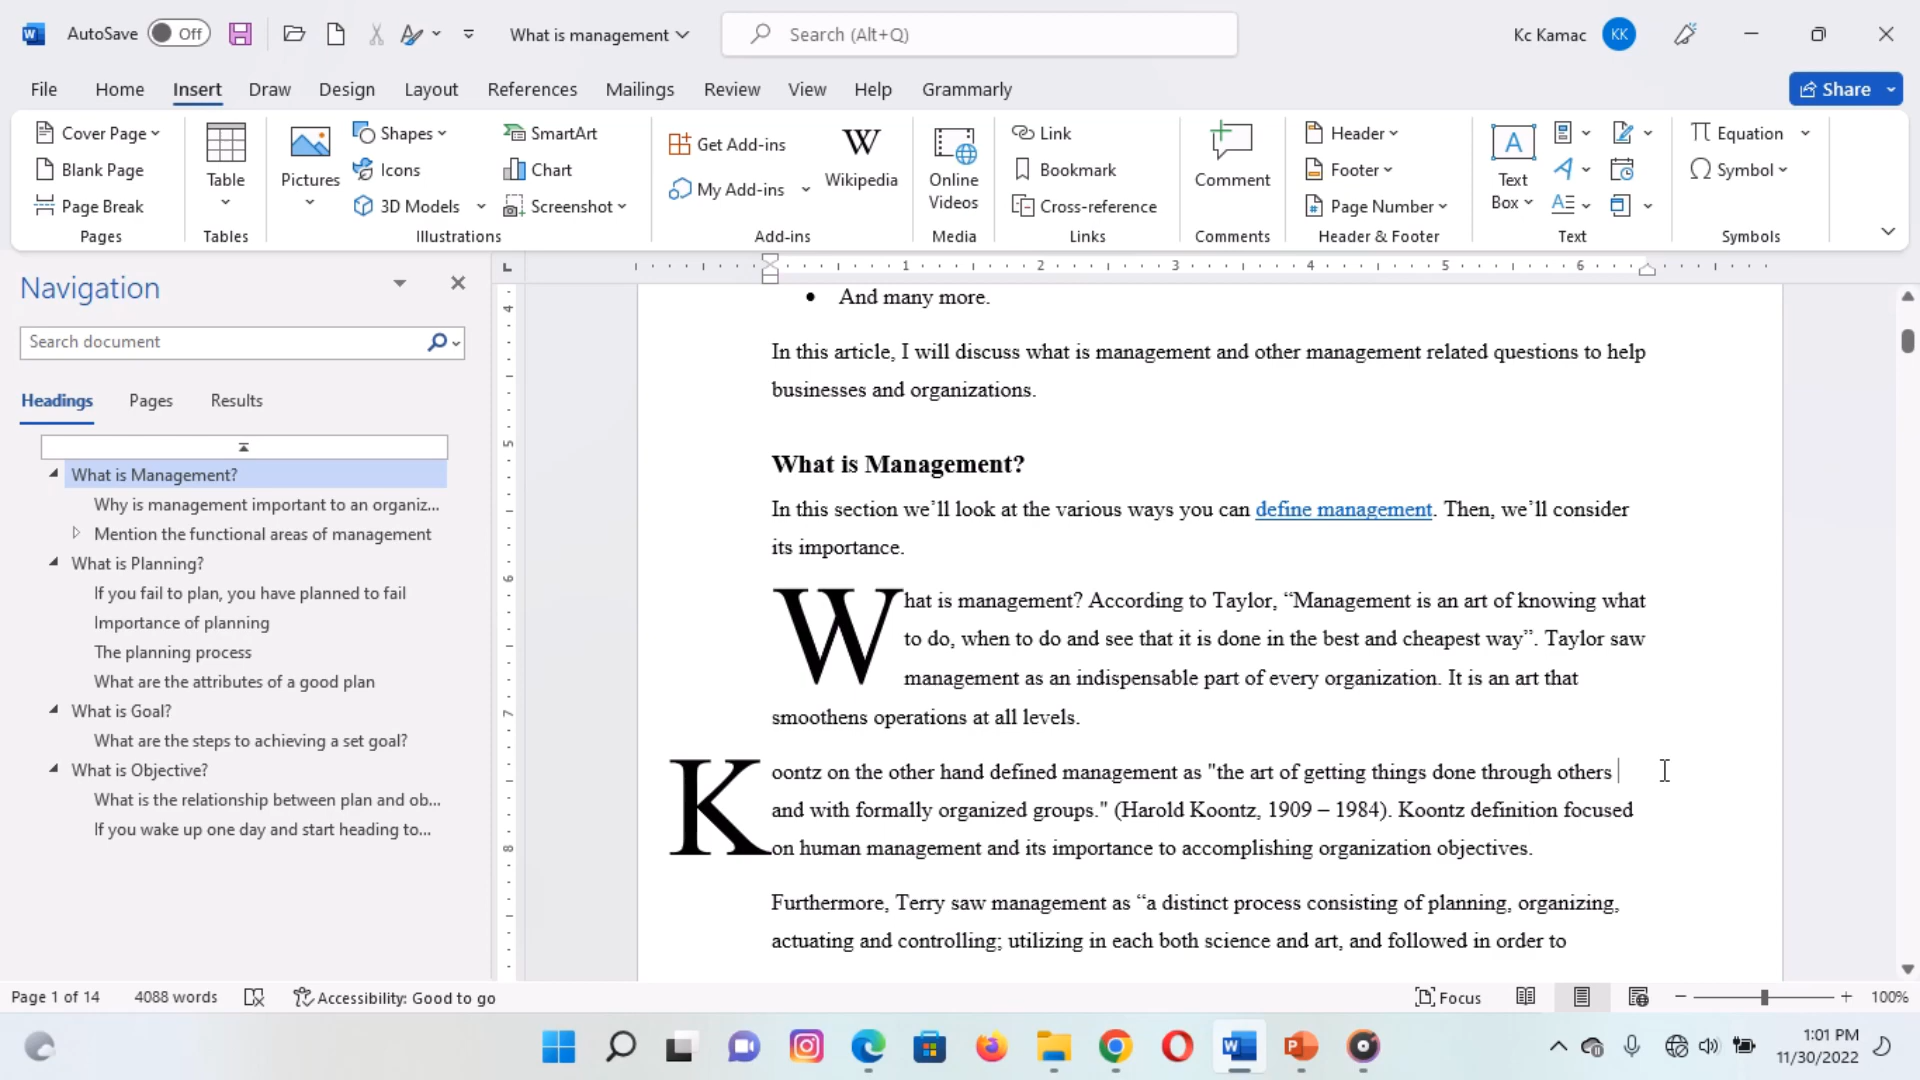 AutoSave Off What is management Search (Alt+Q) Kc Kamac KK
File Home Insert Draw Design Layout References Mailings Review View Help Grammarly Share
Cover Page
Blank Page
Page Break
Pages
Table
Tables
Pictures
Shapes
Icons
3D Models
SmartArt
Chart
Screenshot
Illustrations
Get Add-ins
My Add-ins
W
Wikipedia
Add-ins
Online
Videos
Media
Link
Bookmark
Cross-reference
Links
Comment
Comments
Header
Footer
Page Number
Header & Footer
Text
Box
Text
Equation
Symbol
Symbols
Navigation
Search document
Headings Pages Results
What is Management?
Why is management important to an organiz...
Mention the functional areas of management
What is Planning?
If you fail to plan, you have planned to fail
Importance of planning
The planning process
What are the attributes of a good plan
What is Goal?
What are the steps to achieving a set goal?
What is Objective?
What is the relationship between plan and ob...
If you wake up one day and start heading to...
1 2 3 4 5 6
4
5
6
7
8
• And many more.
In this article, I will discuss what is management and other management related questions to help
businesses and organizations.
What is Management?
In this section we’ll look at the various ways you can define management. Then, we’ll consider
its importance.
What is management? According to Taylor, “Management is an art of knowing what
to do, when to do and see that it is done in the best and cheapest way”. Taylor saw
management as an indispensable part of every organization. It is an art that
smoothens operations at all levels.
Koontz on the other hand defined management as "the art of getting things done through others
and with formally organized groups." (Harold Koontz, 1909 – 1984). Koontz definition focused
on human management and its importance to accomplishing organization objectives.
Furthermore, Terry saw management as “a distinct process consisting of planning, organizing,
actuating and controlling; utilizing in each both science and art, and followed in order to
Page 1 of 14 4088 words Accessibility: Good to go Focus 100%
1:01 PM
11/30/2022